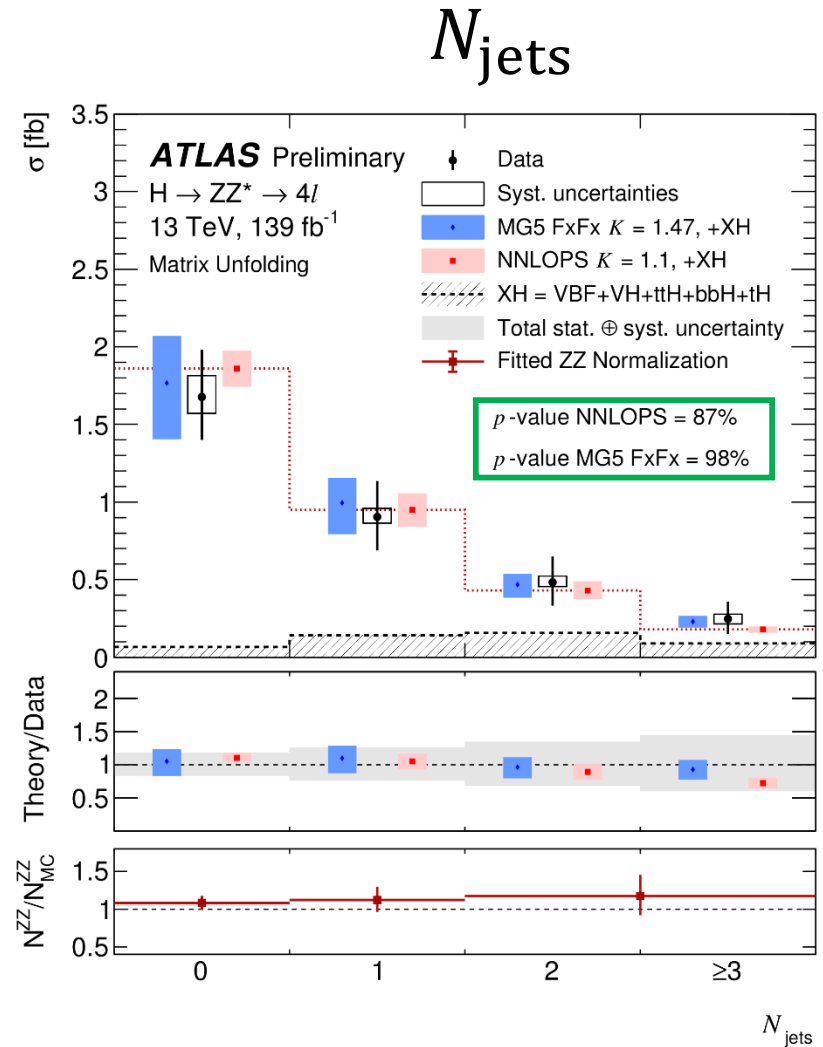 N_jets
σ [fb]
3.5
3
2.5
2
1.5
1
0.5
0
ATLAS Preliminary
H → ZZ* → 4l
13 TeV, 139 fb⁻¹
Matrix Unfolding
Data
Syst. uncertainties
MG5 FxFx K = 1.47, +XH
NNLOPS K = 1.1, +XH
XH = VBF+VH+ttH+bbH+tH
Total stat. ⊕ syst. uncertainty
Fitted ZZ Normalization
p-value NNLOPS = 87%
p-value MG5 FxFx = 98%
Theory/Data
2
1.5
1
0.5
N^ZZ/N^ZZ_MC
1.5
1
0.5
0
1
2
≥3
N_jets